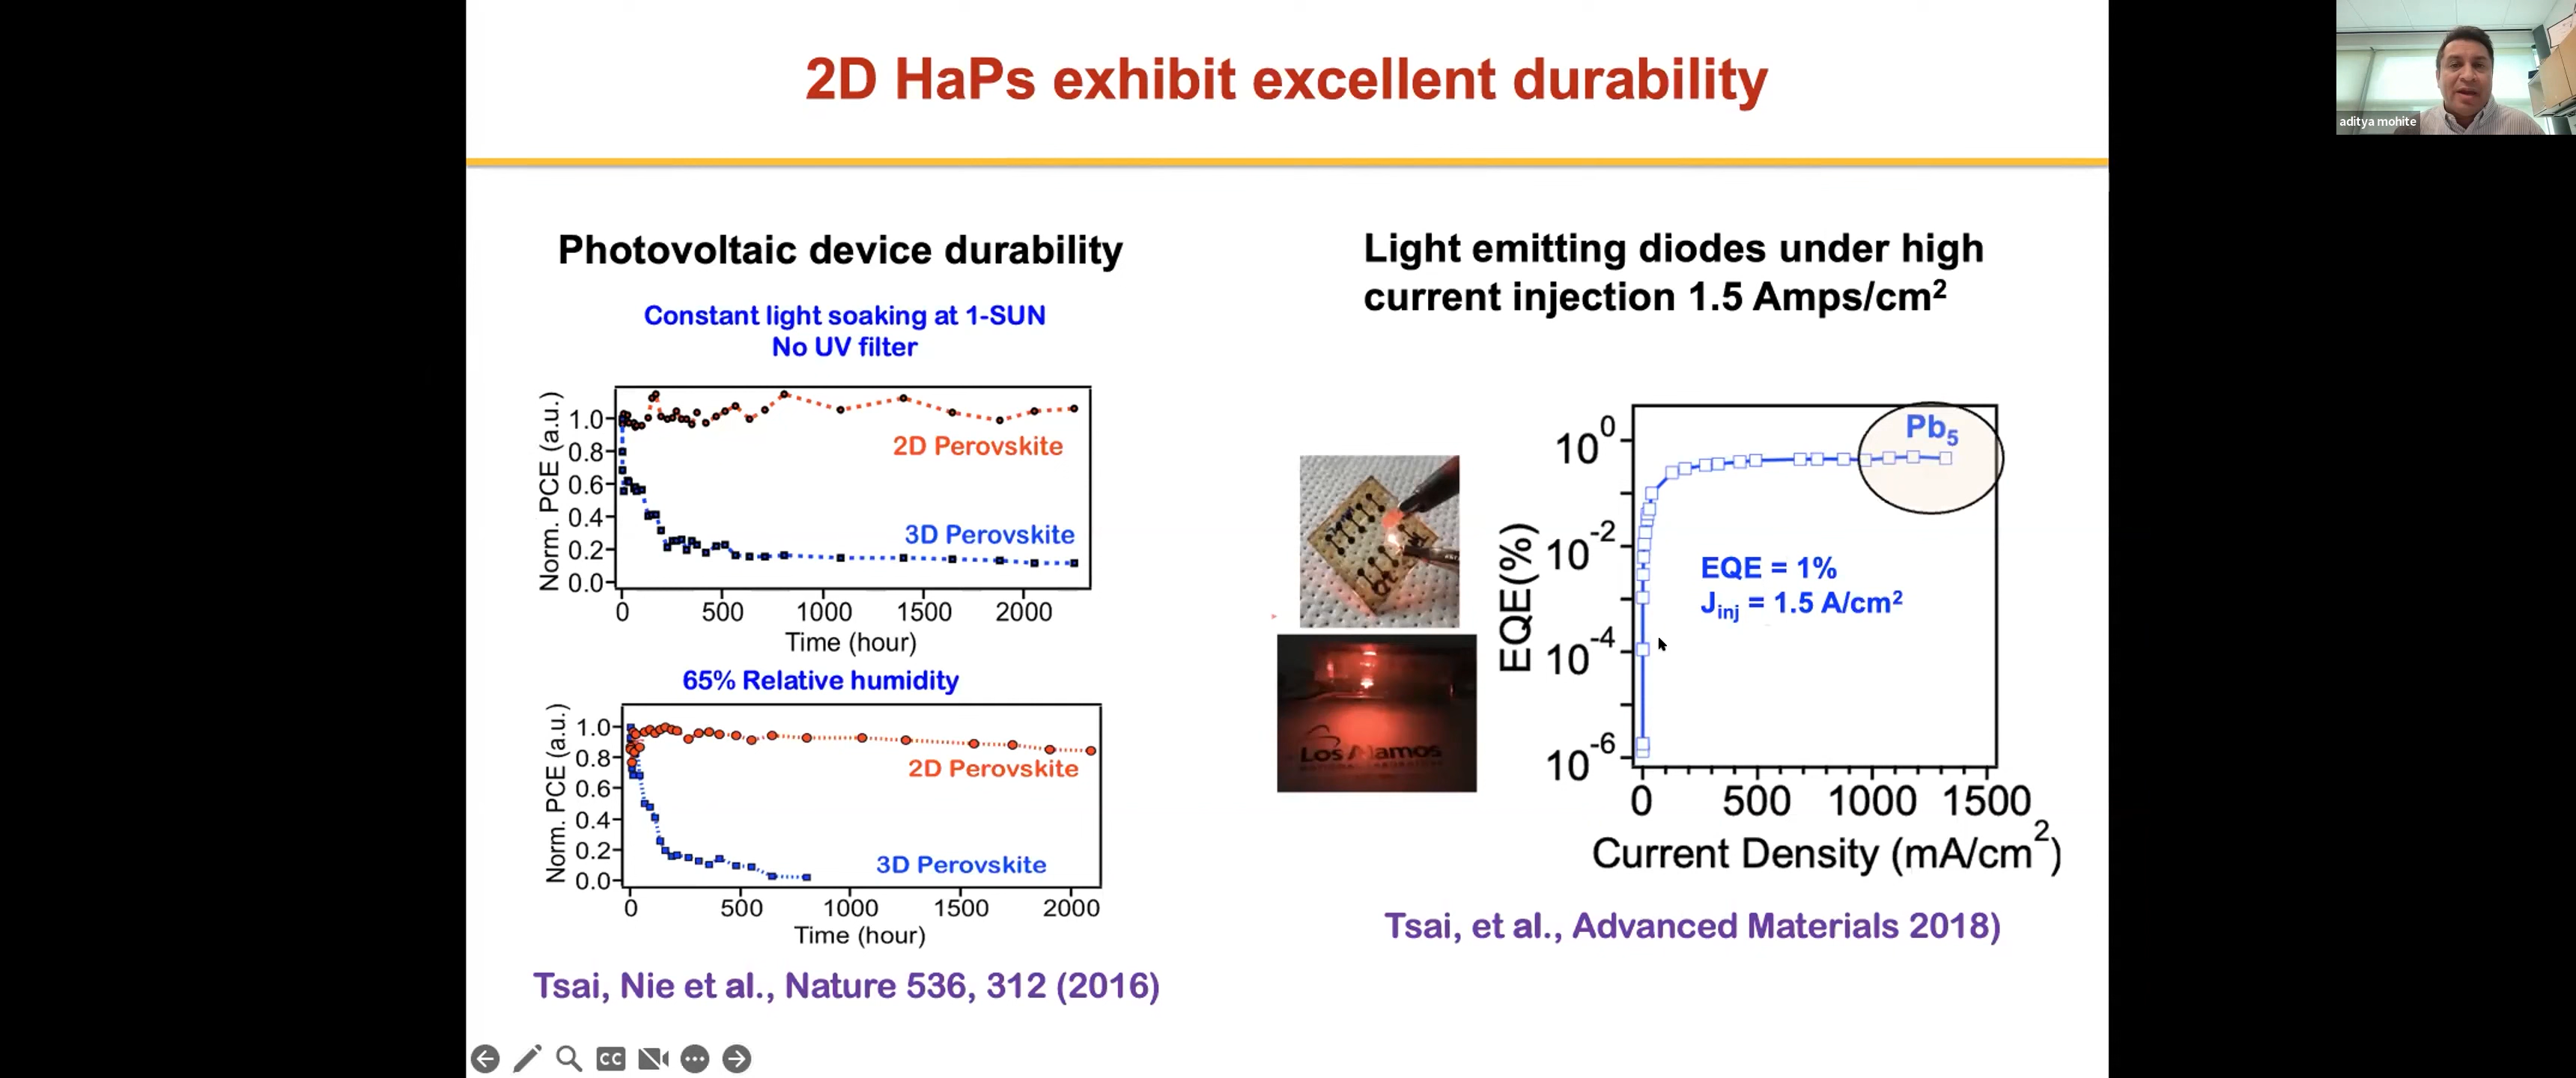 2D HaPs exhibit excellent durability
aditya mohite
Photovoltaic device durability
Constant light soaking at 1-SUN
No UV filter
Norm. PCE (a.u.)
1.0
0.8
0.6
0.4
0.2
0.0
2D Perovskite
3D Perovskite
0 500 1000 1500 2000
Time (hour)
65% Relative humidity
Norm. PCE (a.u.)
1.0
0.8
0.6
0.4
0.2
0.0
2D Perovskite
3D Perovskite
0 500 1000 1500 2000
Time (hour)
Tsai, Nie et al., Nature 536, 312 (2016)
Light emitting diodes under high
current injection 1.5 Amps/cm²
Los Alamos
EQE(%)
10⁰
10⁻²
10⁻⁴
10⁻⁶
Pb₅
EQE = 1%
Jinj = 1.5 A/cm²
0 500 1000 1500
Current Density (mA/cm²)
Tsai, et al., Advanced Materials 2018)
CC